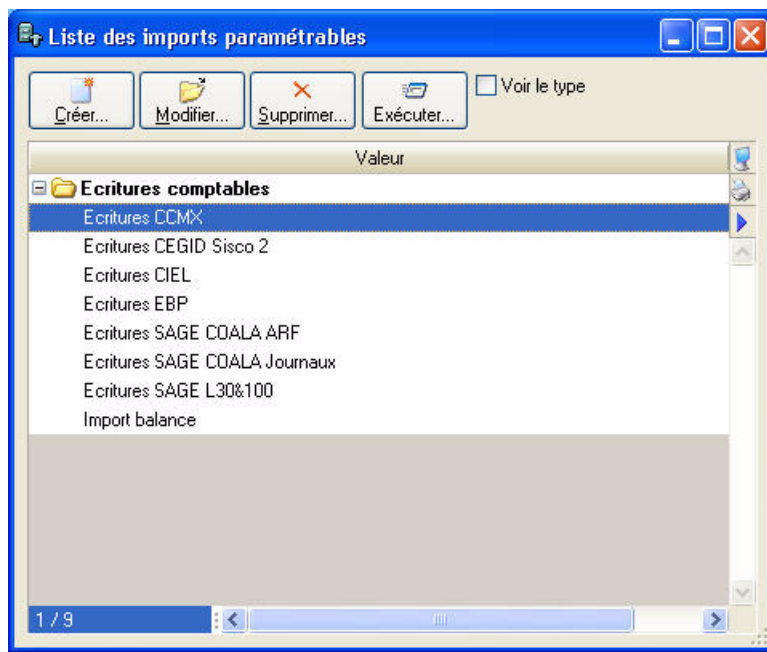 Liste des imports paramétrables
Créer... Modifier... Supprimer... Exécuter... Voir le type
Valeur
Ecritures comptables
Ecritures CCMX
Ecritures CEGID Sisco 2
Ecritures CIEL
Ecritures EBP
Ecritures SAGE COALA ARF
Ecritures SAGE COALA Journaux
Ecritures SAGE L30&100
Import balance
1 / 9